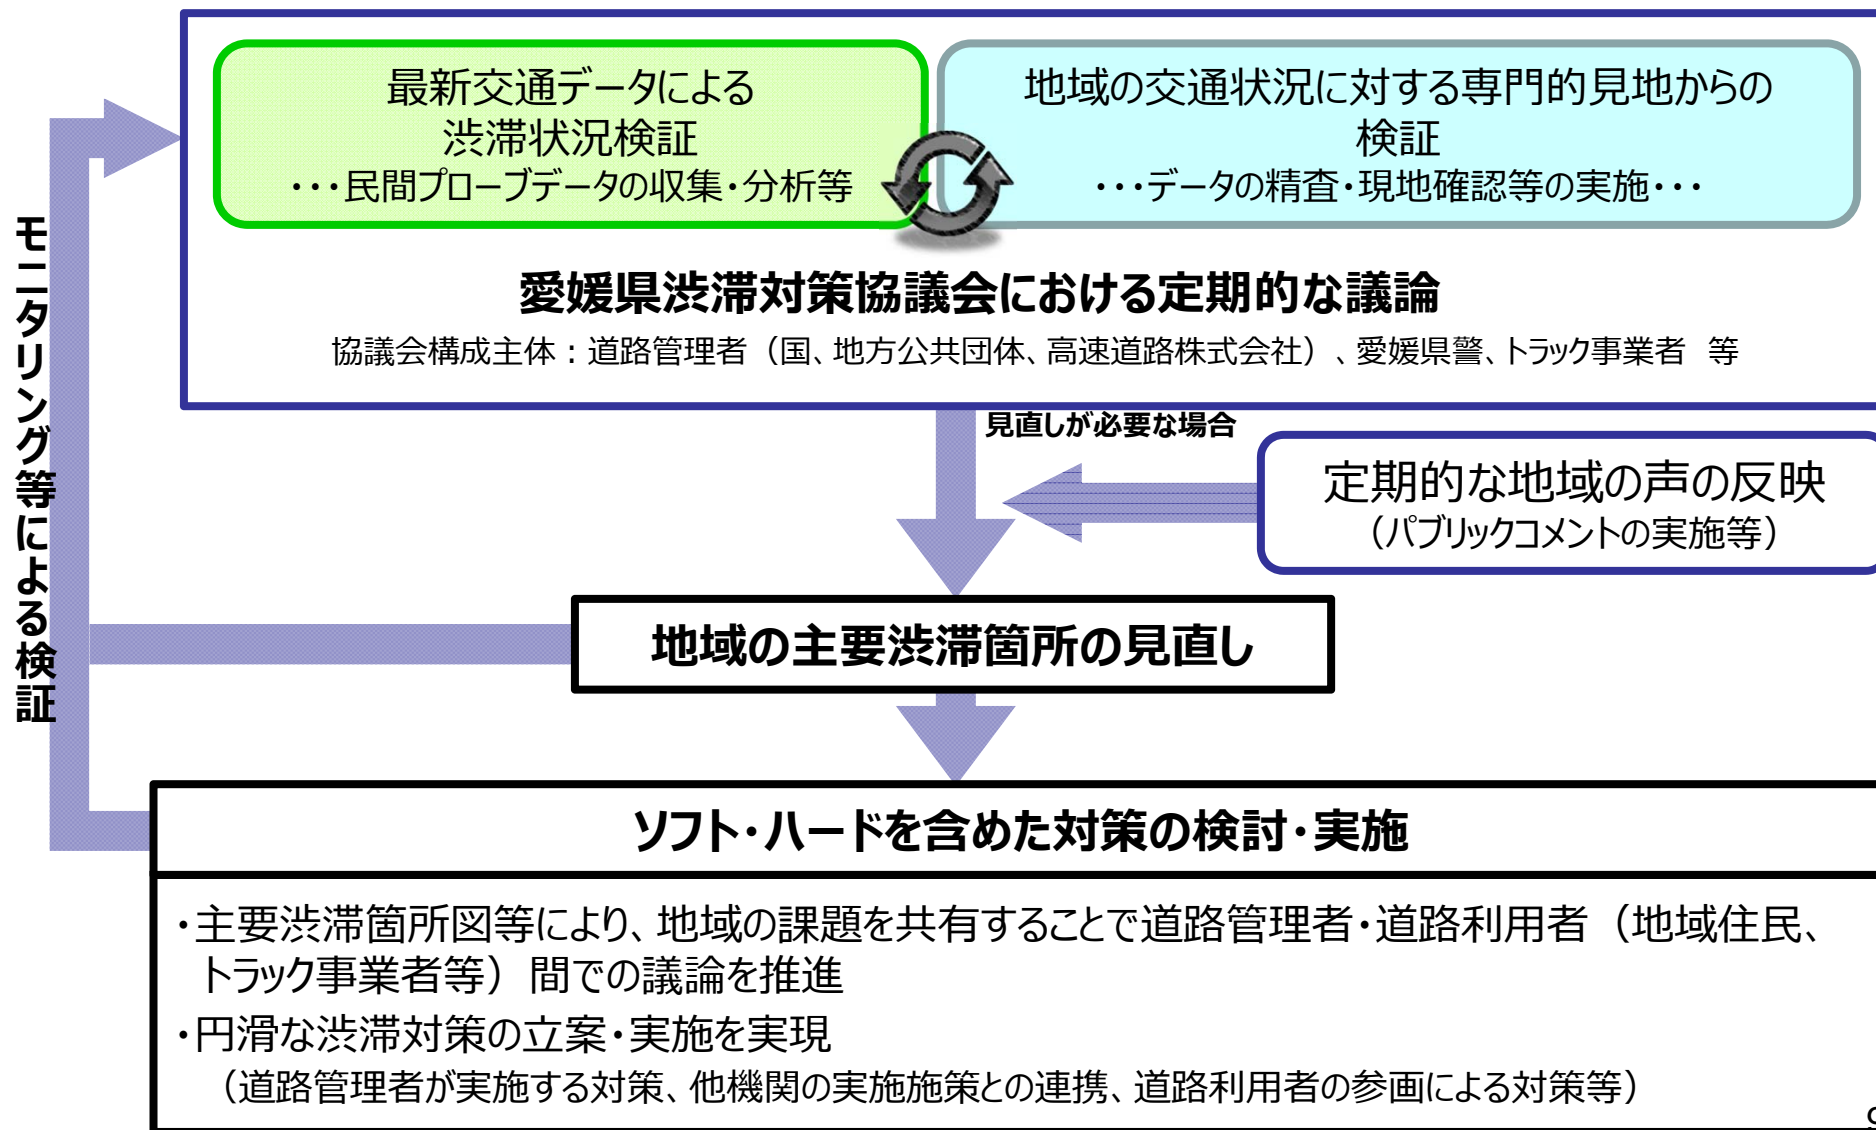 最新交通データによる
渋滞状況検証
・・・民間プローブデータの収集・分析等
地域の交通状況に対する専門的見地からの
検証
・・・データの精査・現地確認等の実施・・・
愛媛県渋滞対策協議会における定期的な議論
協議会構成主体：道路管理者（国、地方公共団体、高速道路株式会社）、愛媛県警、トラック事業者　等
モニタリング等による検証
見直しが必要な場合
定期的な地域の声の反映
（パブリックコメントの実施等）
地域の主要渋滞箇所の見直し
ソフト・ハードを含めた対策の検討・実施
・主要渋滞箇所図等により、地域の課題を共有することで道路管理者・道路利用者（地域住民、
トラック事業者等）間での議論を推進
・円滑な渋滞対策の立案・実施を実現
（道路管理者が実施する対策、他機関の実施施策との連携、道路利用者の参画による対策等）